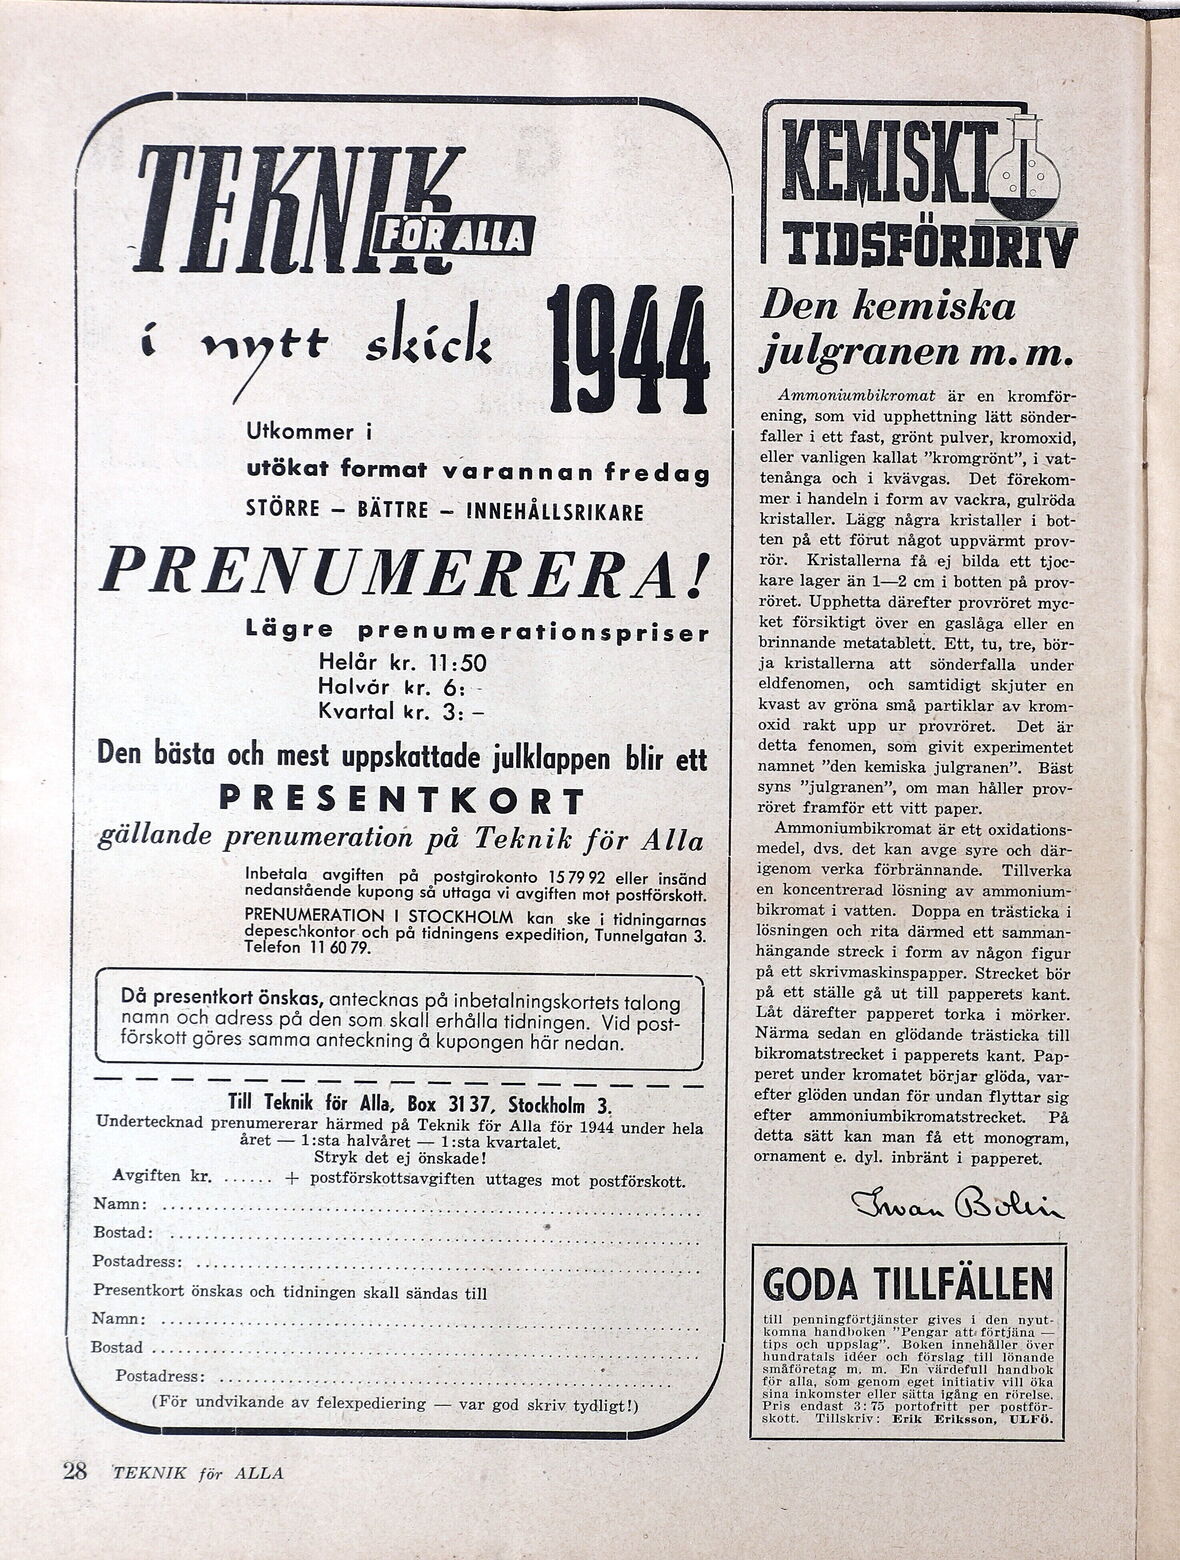 TEKNIK
FÖR ALLA
i nytt skick 1944
Utkommer i
utökat format varannan fredag
STÖRRE — BÄTTRE — INNEHÅLLSRIKARE
PRENUMERERA!
Lägre prenumerationspriser
Helår kr. 11:50
Halvår kr. 6: -
Kvartal kr. 3: –
Den bästa och mest uppskattade julklappen blir ett
PRESENTKORT
gällande prenumeration på Teknik för Alla
Inbetala avgiften på postgirokonto 15 79 92 eller insänd
nedanstående kupong så uttaga vi avgiften mot postförskott.
PRENUMERATION I STOCKHOLM kan ske i tidningarnas
depeschkontor och på tidningens expedition, Tunnelgatan 3.
Telefon 11 60 79.
Då presentkort önskas, antecknas på inbetalningskortets talong
namn och adress på den som skall erhålla tidningen. Vid post-
förskott göres samma anteckning å kupongen här nedan.
Till Teknik för Alla, Box 3137, Stockholm 3.
Undertecknad prenumererar härmed på Teknik för Alla för 1944 under hela
året — 1:sta halvåret — 1:sta kvartalet.
Stryk det ej önskade!
Avgiften kr. ...... + postförskottsavgiften uttages mot postförskott.
Namn: ..........
Bostad: ..........
Postadress: ..........
Presentkort önskas och tidningen skall sändas till
Namn: ..........
Bostad ..........
Postadress: ..........
(För undvikande av felexpediering — var god skriv tydligt!)
28 TEKNIK för ALLA
KEMISKT
TIDSFÖRDRIV
Den kemiska
julgranen m. m.
Ammoniumbikromat är en kromför-
ening, som vid upphettning lätt sönder-
faller i ett fast, grönt pulver, kromoxid,
eller vanligen kallat "kromgrönt", i vat-
tenånga och i kvävgas. Det förekom-
mer i handeln i form av vackra, gulröda
kristaller. Lägg några kristaller i bot-
ten på ett förut något uppvärmt prov-
rör. Kristallerna få ej bilda ett tjoc-
kare lager än 1—2 cm i botten på prov-
röret. Upphetta därefter provröret myc-
ket försiktigt över en gaslåga eller en
brinnande metatablett. Ett, tu, tre, bör-
ja kristallerna att sönderfalla under
eldfenomen, och samtidigt skjuter en
kvast av gröna små partiklar av krom-
oxid rakt upp ur provröret. Det är
detta fenomen, som givit experimentet
namnet "den kemiska julgranen". Bäst
syns "julgranen", om man håller prov-
röret framför ett vitt paper.
Ammoniumbikromat är ett oxidations-
medel, dvs. det kan avge syre och där-
igenom verka förbrännande. Tillverka
en koncentrerad lösning av ammonium-
bikromat i vatten. Doppa en trästicka i
lösningen och rita därmed ett samman-
hängande streck i form av någon figur
på ett skrivmaskinspapper. Strecket bör
på ett ställe gå ut till papperets kant.
Låt därefter papperet torka i mörker.
Närma sedan en glödande trästicka till
bikromatstrecket i papperets kant. Pap-
peret under kromatet börjar glöda, var-
efter glöden undan för undan flyttar sig
efter ammoniumbikromatstrecket. På
detta sätt kan man få ett monogram,
ornament e. dyl. inbränt i papperet.
Iwan Bolin
GODA TILLFÄLLEN
till penningförtjänster gives i den nyut-
komna handboken "Pengar att förtjäna —
tips och uppslag". Boken innehåller över
hundratals idéer och förslag till lönande
småföretag m. m. En värdefull handbok
för alla, som genom eget initiativ vill öka
sina inkomster eller sätta igång en rörelse.
Pris endast 3:75 portofritt per postför-
skott. Tillskriv: Erik Eriksson, ULFÖ.